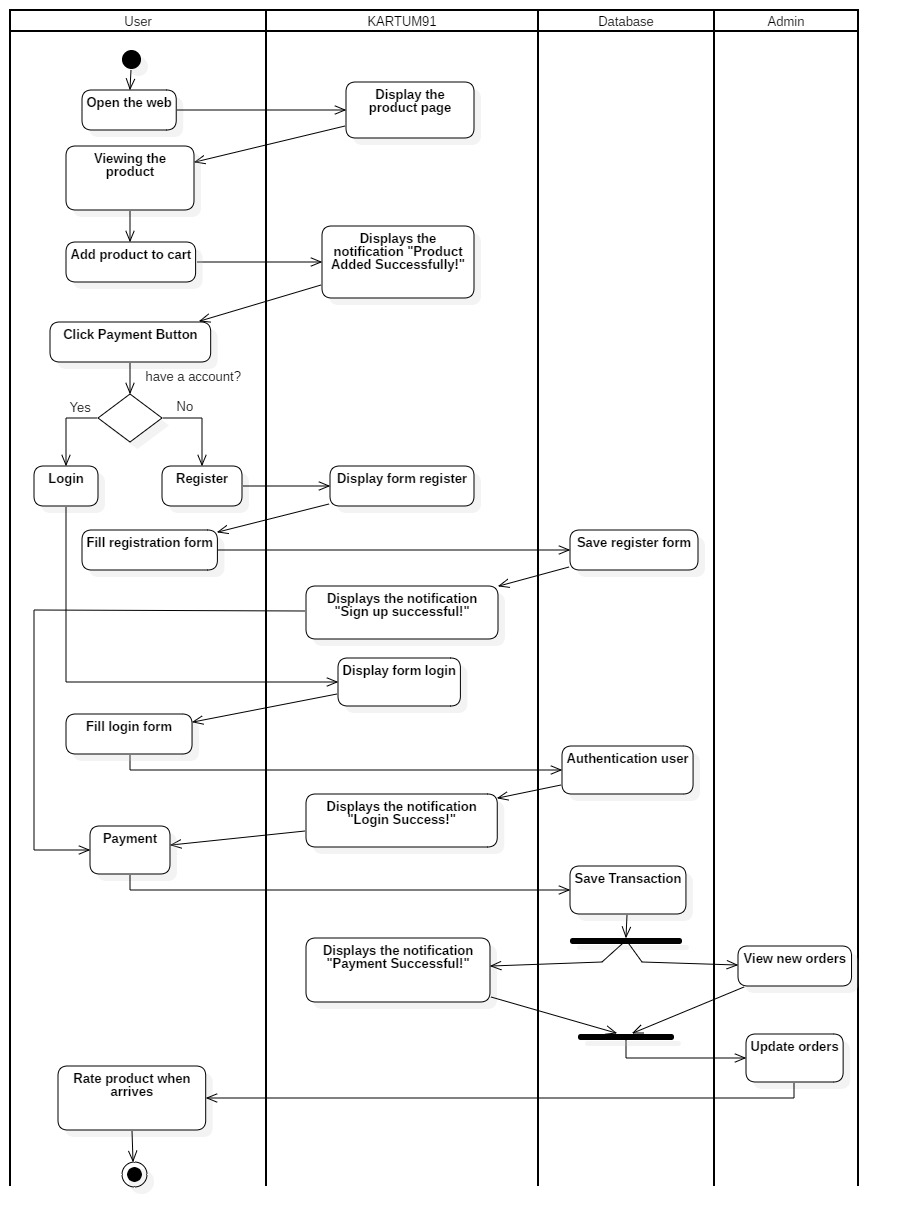 User
KARTUM91
Database
Admin
Open the web
Display the
product page
Viewing the
product
Add product to cart
Displays the
notification "Product
Added Successfully!"
Click Payment Button
have a account?
Yes
No
Login
Register
Display form register
Fill registration form
Save register form
Displays the notification
"Sign up successful!"
Display form login
Fill login form
Authentication user
Displays the notification
"Login Success!"
Payment
Save Transaction
Displays the notification
"Payment Successful!"
View new orders
Update orders
Rate product when
arrives